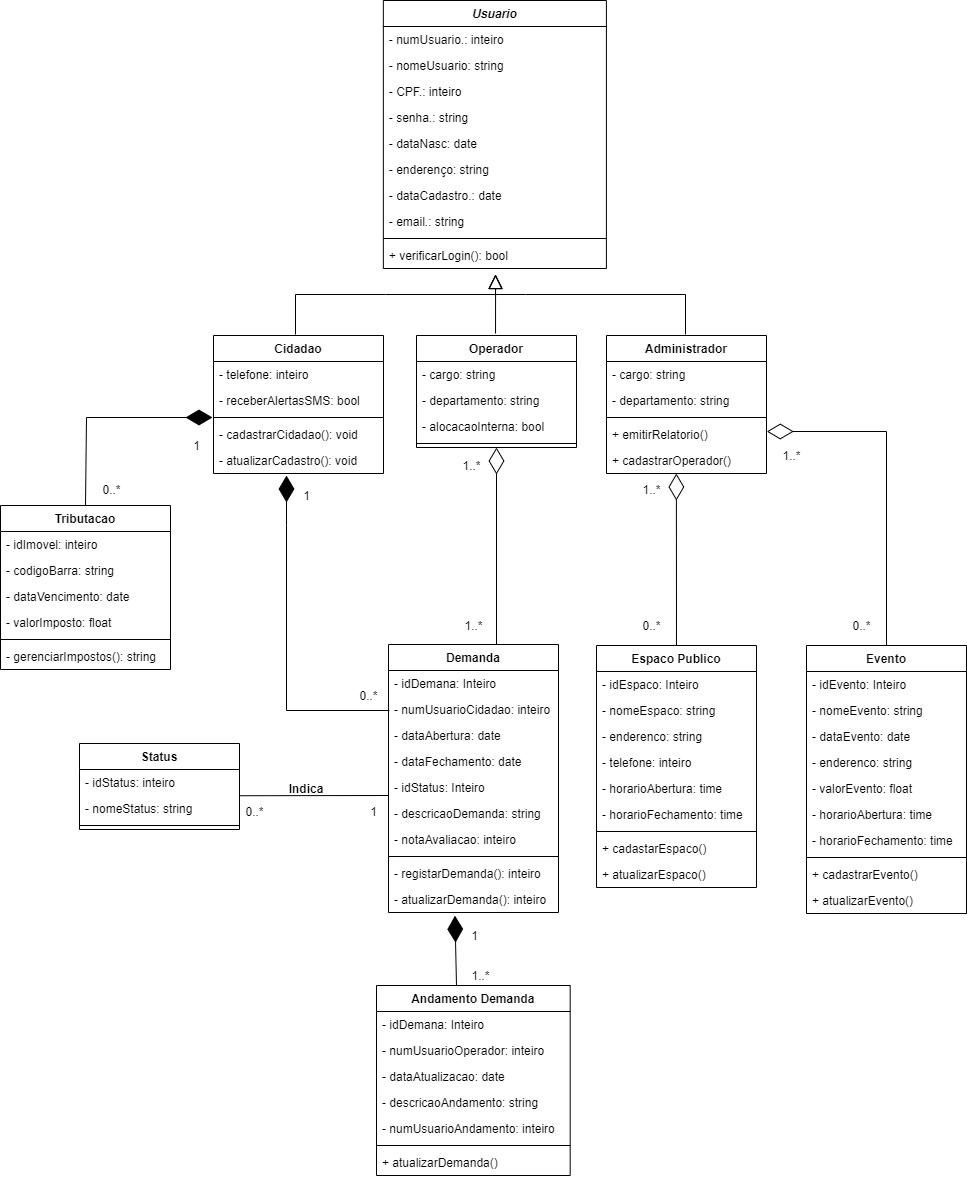 Usuario
- numUsuario.: inteiro
- nomeUsuario: string
- CPF.: inteiro
- senha.: string
- dataNasc: date
- enderenço: string
- dataCadastro.: date
- email.: string
+ verificarLogin(): bool
Cidadao
- telefone: inteiro
- receberAlertasSMS: bool
- cadastrarCidadao(): void
- atualizarCadastro(): void
Operador
- cargo: string
- departamento: string
- alocacaoInterna: bool
Administrador
- cargo: string
- departamento: string
+ emitirRelatorio()
+ cadastrarOperador()
1
0..*
1
0..*
1..*
1..*
1..*
0..*
1..*
0..*
Tributacao
- idImovel: inteiro
- codigoBarra: string
- dataVencimento: date
- valorImposto: float
- gerenciarImpostos(): string
Demanda
- idDemana: Inteiro
- numUsuarioCidadao: inteiro
- dataAbertura: date
- dataFechamento: date
- idStatus: Inteiro
- descricaoDemanda: string
- notaAvaliacao: inteiro
- registarDemanda(): inteiro
- atualizarDemanda(): inteiro
Espaco Publico
- idEspaco: Inteiro
- nomeEspaco: string
- enderenco: string
- telefone: inteiro
- horarioAbertura: time
- horarioFechamento: time
+ cadastarEspaco()
+ atualizarEspaco()
Evento
- idEvento: Inteiro
- nomeEvento: string
- dataEvento: date
- enderenco: string
- valorEvento: float
- horarioAbertura: time
- horarioFechamento: time
+ cadastrarEvento()
+ atualizarEvento()
Status
- idStatus: inteiro
- nomeStatus: string
Indica
0..*
1
1
1..*
Andamento Demanda
- idDemana: Inteiro
- numUsuarioOperador: inteiro
- dataAtualizacao: date
- descricaoAndamento: string
- numUsuarioAndamento: inteiro
+ atualizarDemanda()